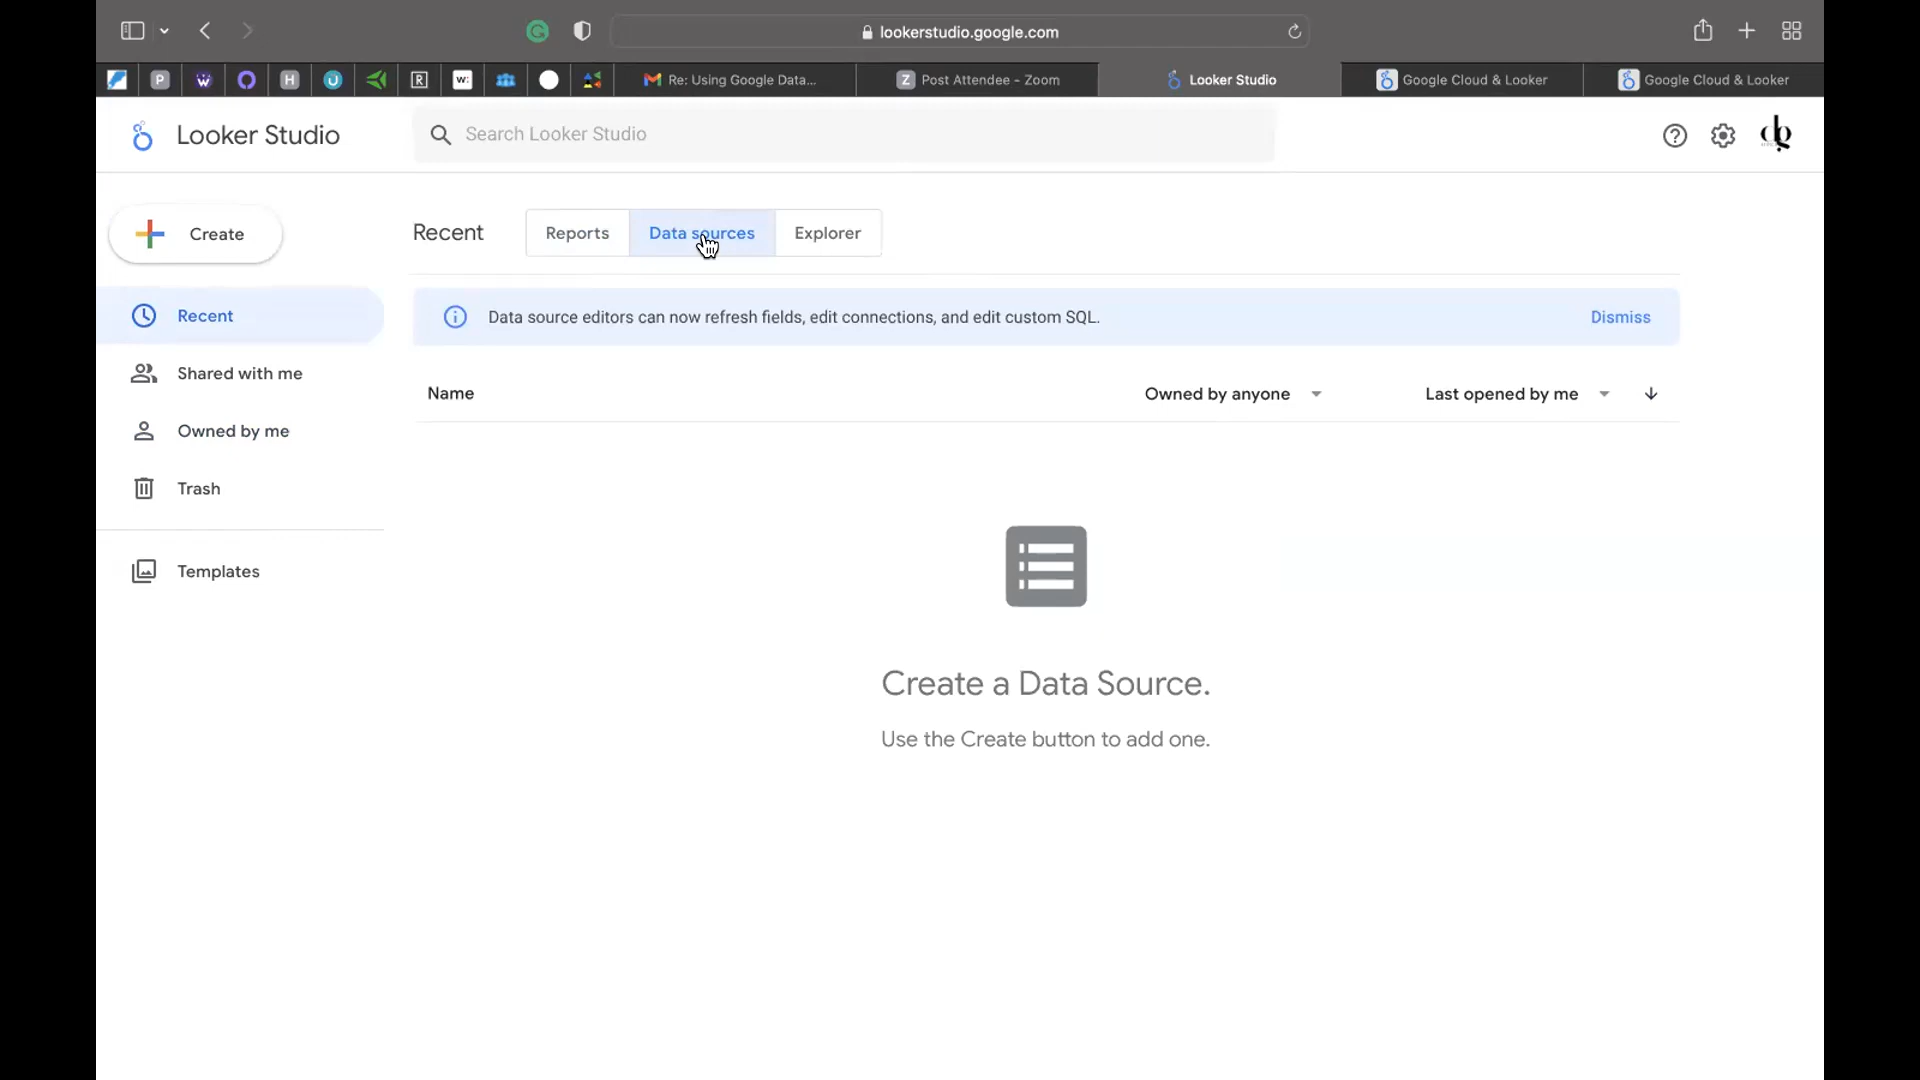 lookerstudio.google.com
P
H
R
w:
Re: Using Google Data...
Z Post Attendee - Zoom
Looker Studio
Google Cloud & Looker
Google Cloud & Looker
Looker Studio
Search Looker Studio
Create
Recent
Reports
Data sources
Explorer
Recent
Data source editors can now refresh fields, edit connections, and edit custom SQL.
Dismiss
Shared with me
Name
Owned by anyone
Last opened by me
Owned by me
Trash
Templates
Create a Data Source.
Use the Create button to add one.